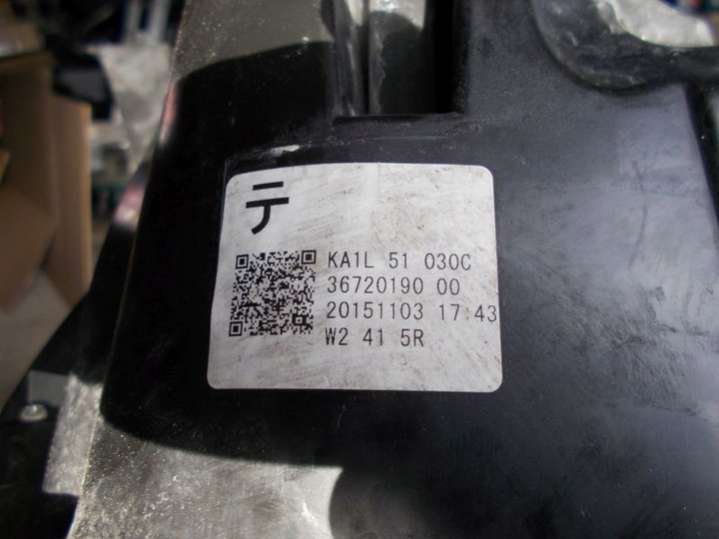 テ
KA1L 51 030C
36720190 00
20151103 17:43
W2 41 5R